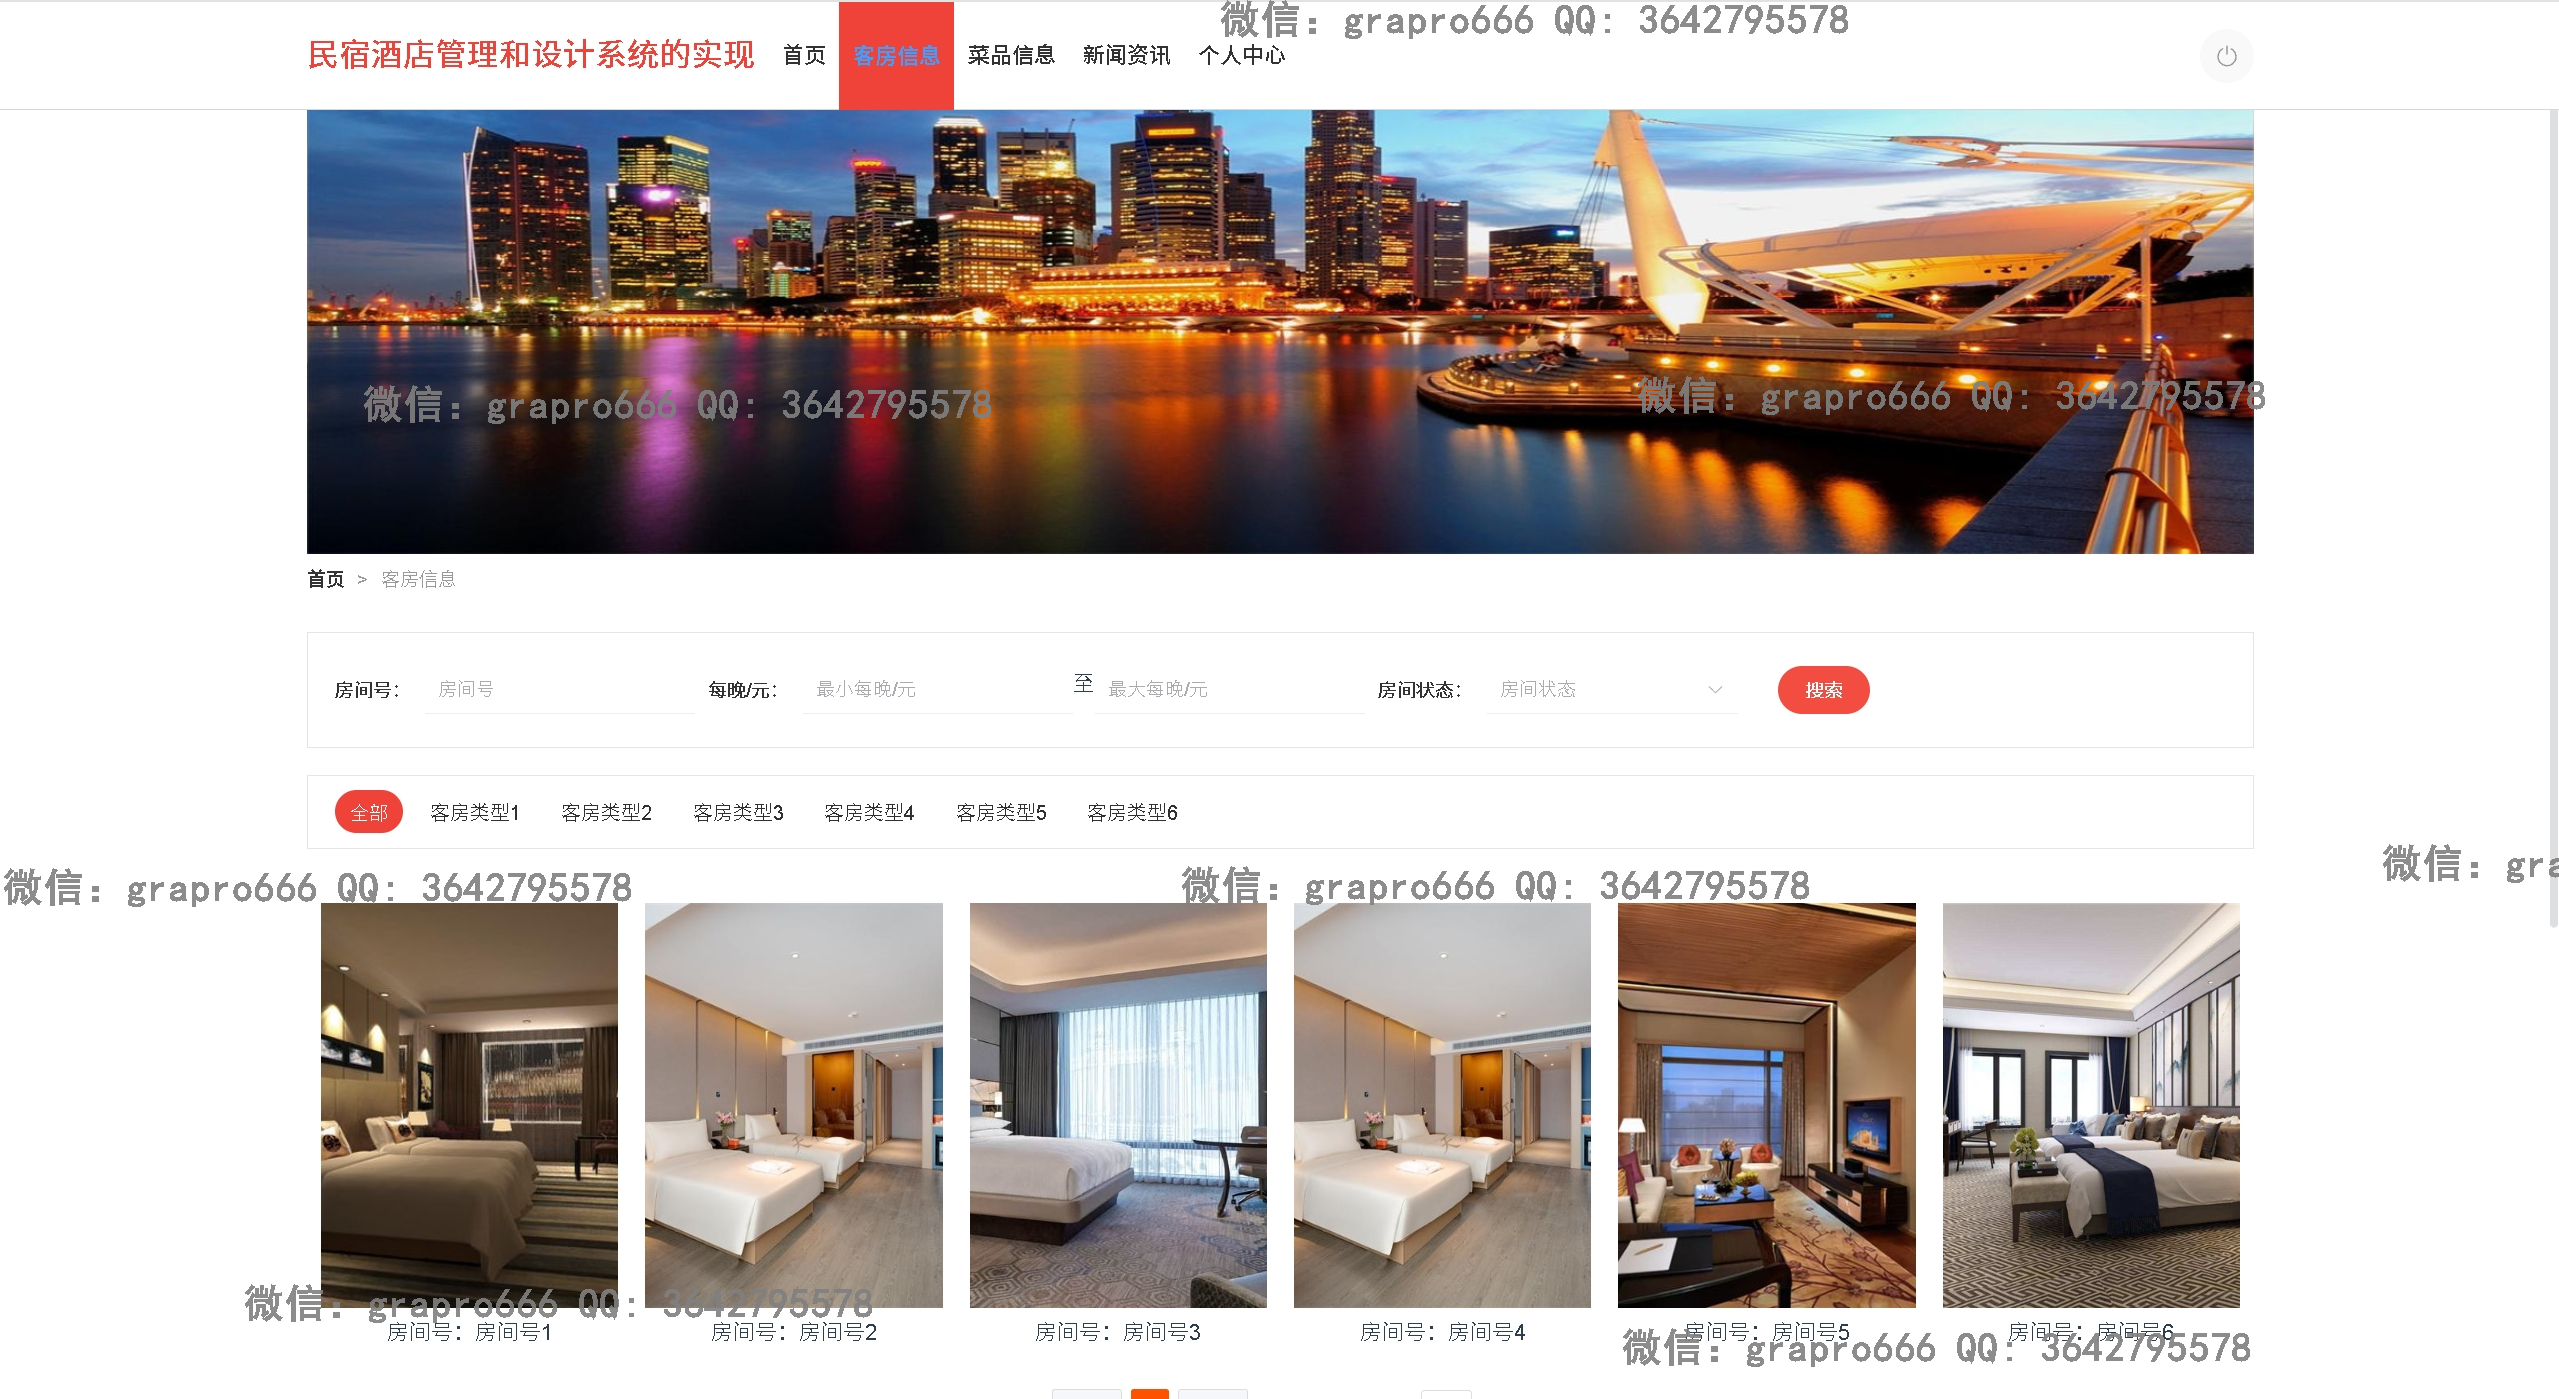 微信: grapro666 QQ: 3642795578
民宿酒店管理和设计系统的实现 首页 客房信息 菜品信息 新闻资讯 个人中心
微信: grapro666 QQ: 3642795578
微信: grapro666 QQ: 3642795578
首页 > 客房信息
房间号: 房间号 每晚/元: 最小每晚/元 至 最大每晚/元 房间状态: 房间状态 搜索
全部 客房类型1 客房类型2 客房类型3 客房类型4 客房类型5 客房类型6
微信: gra
微信: grapro666 QQ: 3642795578
微信: grapro666 QQ: 3642795578
微信: grapro666 QQ: 3642795578
房间号: 房间号1 房间号: 房间号2 房间号: 房间号3 房间号: 房间号4 房间号: 房间号5 房间号: 房间号6
微信: grapro666 QQ: 3642795578